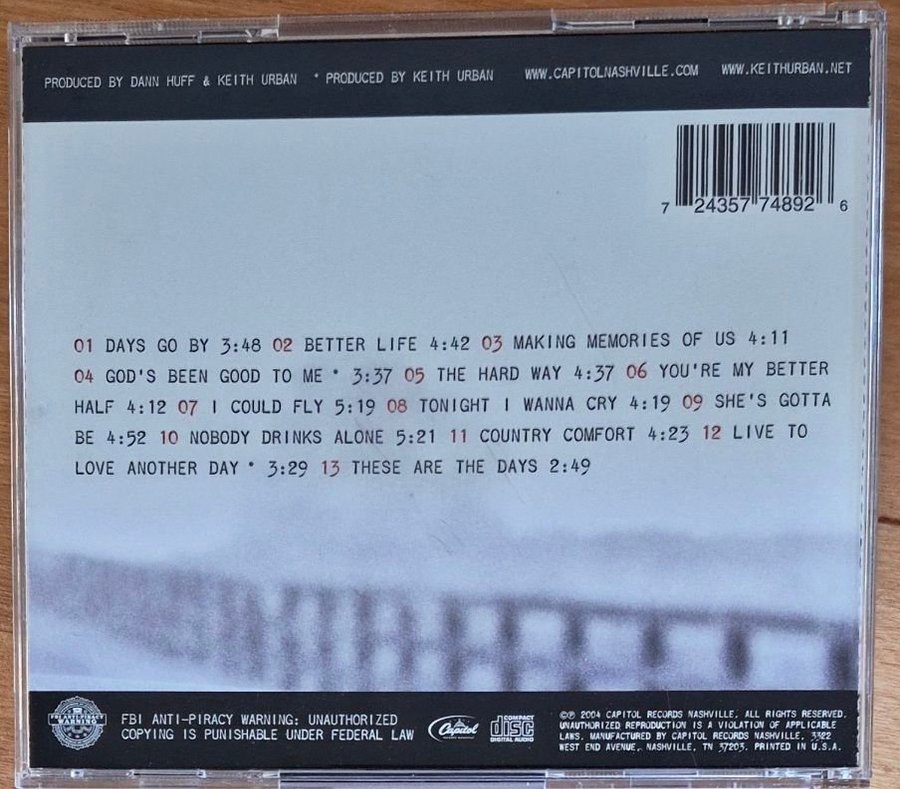 PRODUCED BY DANN HUFF & KEITH URBAN * PRODUCED BY KEITH URBAN WWW.CAPITOLNASHVILLE.COM WWW.KEITHURBAN.NET
7 24357 74892 6
01 DAYS GO BY 3:48 02 BETTER LIFE 4:42 03 MAKING MEMORIES OF US 4:11
04 GOD'S BEEN GOOD TO ME * 3:37 05 THE HARD WAY 4:37 06 YOU'RE MY BETTER
HALF 4:12 07 I COULD FLY 5:19 08 TONIGHT I WANNA CRY 4:19 09 SHE'S GOTTA
BE 4:52 10 NOBODY DRINKS ALONE 5:21 11 COUNTRY COMFORT 4:23 12 LIVE TO
LOVE ANOTHER DAY * 3:29 13 THESE ARE THE DAYS 2:49
FBI ANTI-PIRACY
WARNING
FBI ANTI-PIRACY WARNING: UNAUTHORIZED
COPYING IS PUNISHABLE UNDER FEDERAL LAW
Capitol
COMPACT
disc
DIGITAL AUDIO
©℗ 2004 CAPITOL RECORDS NASHVILLE. ALL RIGHTS RESERVED.
UNAUTHORIZED REPRODUCTION IS A VIOLATION OF APPLICABLE
LAWS. MANUFACTURED BY CAPITOL RECORDS NASHVILLE, 3322
WEST END AVENUE, NASHVILLE, TN 37203. PRINTED IN U.S.A.